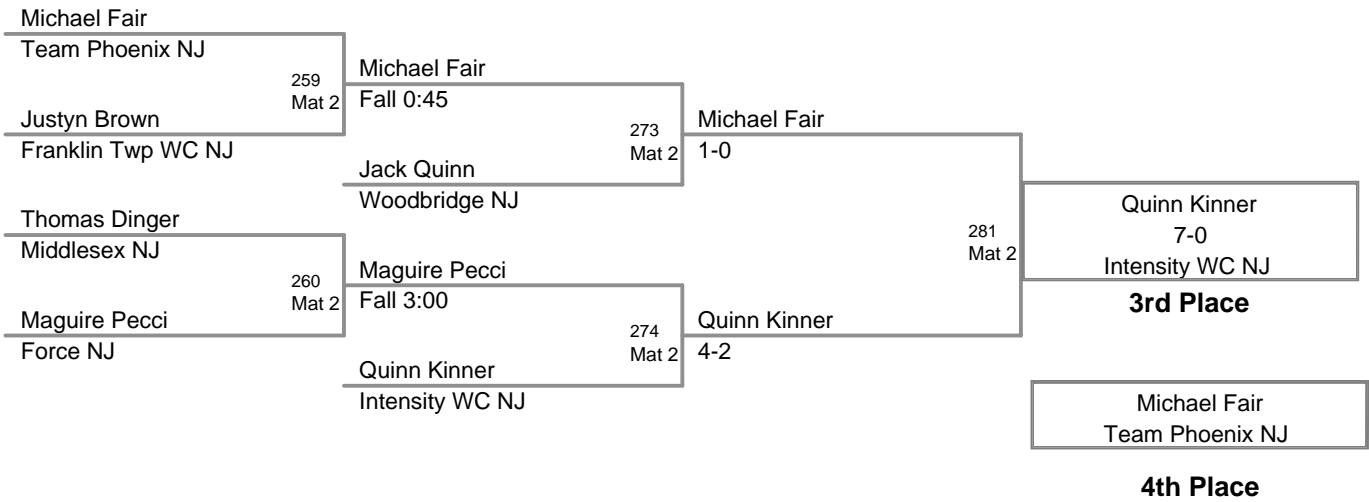 Michael Fair
Team Phoenix NJ
259
Mat 2
Justyn Brown
Franklin Twp WC NJ
Michael Fair
Fall 0:45
273
Mat 2
Jack Quinn
Woodbridge NJ
Michael Fair
1-0
Thomas Dinger
Middlesex NJ
260
Mat 2
Maguire Pecci
Force NJ
Maguire Pecci
Fall 3:00
274
Mat 2
Quinn Kinner
Intensity WC NJ
Quinn Kinner
4-2
281
Mat 2
Quinn Kinner
7-0
Intensity WC NJ
3rd Place
Michael Fair
Team Phoenix NJ
4th Place